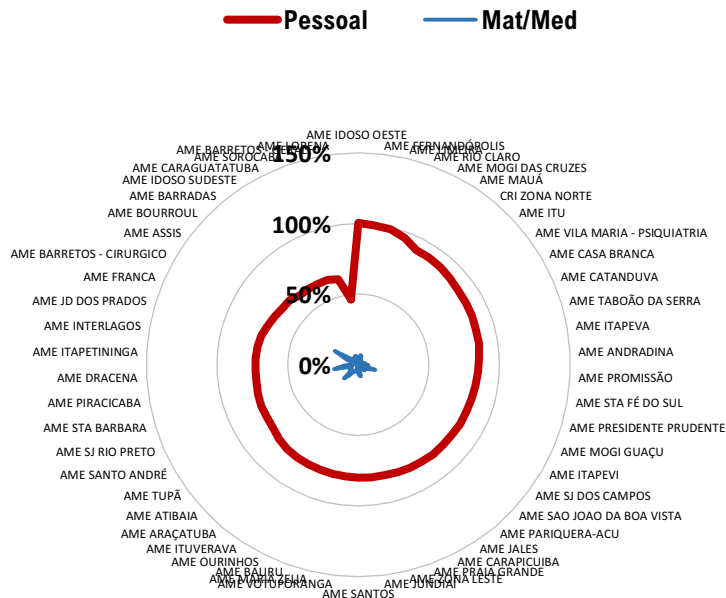 Pessoal
Mat/Med
AME IDOSO OESTE
AME FERNANDÓPOLIS
AME LIMEIRA
AME RIO CLARO
AME MOGI DAS CRUZES
AME MAUÁ
CRI ZONA NORTE
AME ITU
AME VILA MARIA - PSIQUIATRIA
AME CASA BRANCA
AME CATANDUVA
AME TABOÃO DA SERRA
AME ITAPEVA
AME ANDRADINA
AME PROMISSÃO
AME STA FÉ DO SUL
AME PRESIDENTE PRUDENTE
AME MOGI GUAÇU
AME ITAPEVI
AME SJ DOS CAMPOS
AME SAO JOAO DA BOA VISTA
AME PARIQUERA-ACU
AME JALES
AME CARAPICUIBA
AME PRAIA GRANDE
AME ZONA LESTE
AME JUNDIAÍ
AME SANTOS
AME VOTUPORANGA
AME MARIA ZELIA
AME BAURU
AME OURINHOS
AME ITUVERAVA
AME ARAÇATUBA
AME ATIBAIA
AME TUPÃ
AME SANTO ANDRÉ
AME SJ RIO PRETO
AME STA BARBARA
AME PIRACICABA
AME DRACENA
AME ITAPETININGA
AME INTERLAGOS
AME JD DOS PRADOS
AME FRANCA
AME BARRETOS - CIRURGICO
AME ASSIS
AME BOURROUL
AME BARRADAS
AME IDOSO SUDESTE
AME CARAGUATATUBA
AME SOROCABA
AME BARRETOS -
AME LORENA
150%
100%
50%
0%